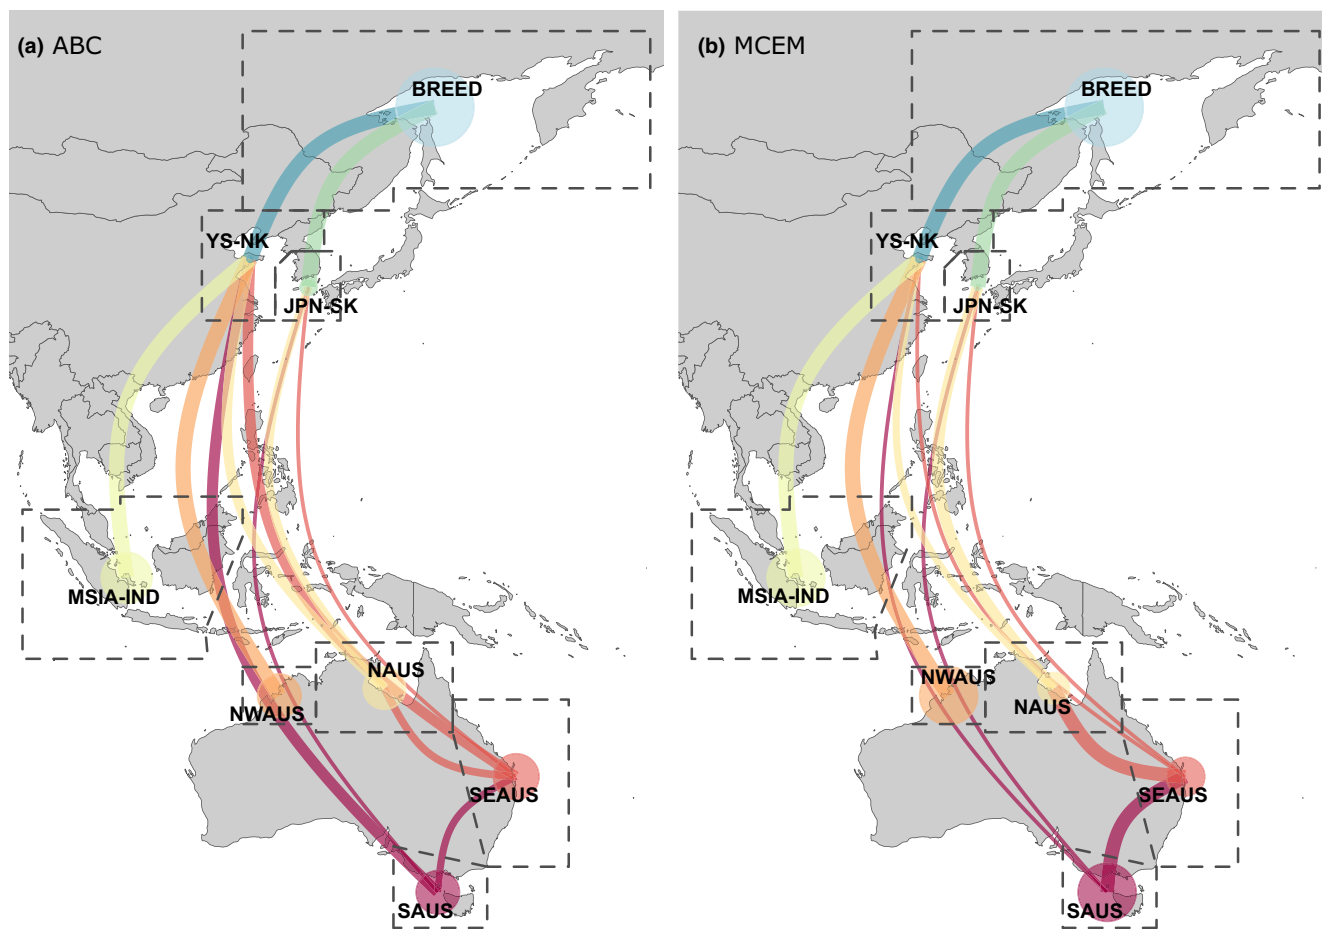 (a) ABC
BREED
YS-NK
JPN-SK
MSIA-IND
NAUS
NWAUS
SEAUS
SAUS
(b) MCEM
BREED
YS-NK
JPN-SK
MSIA-IND
NWAUS
NAUS
SEAUS
SAUS